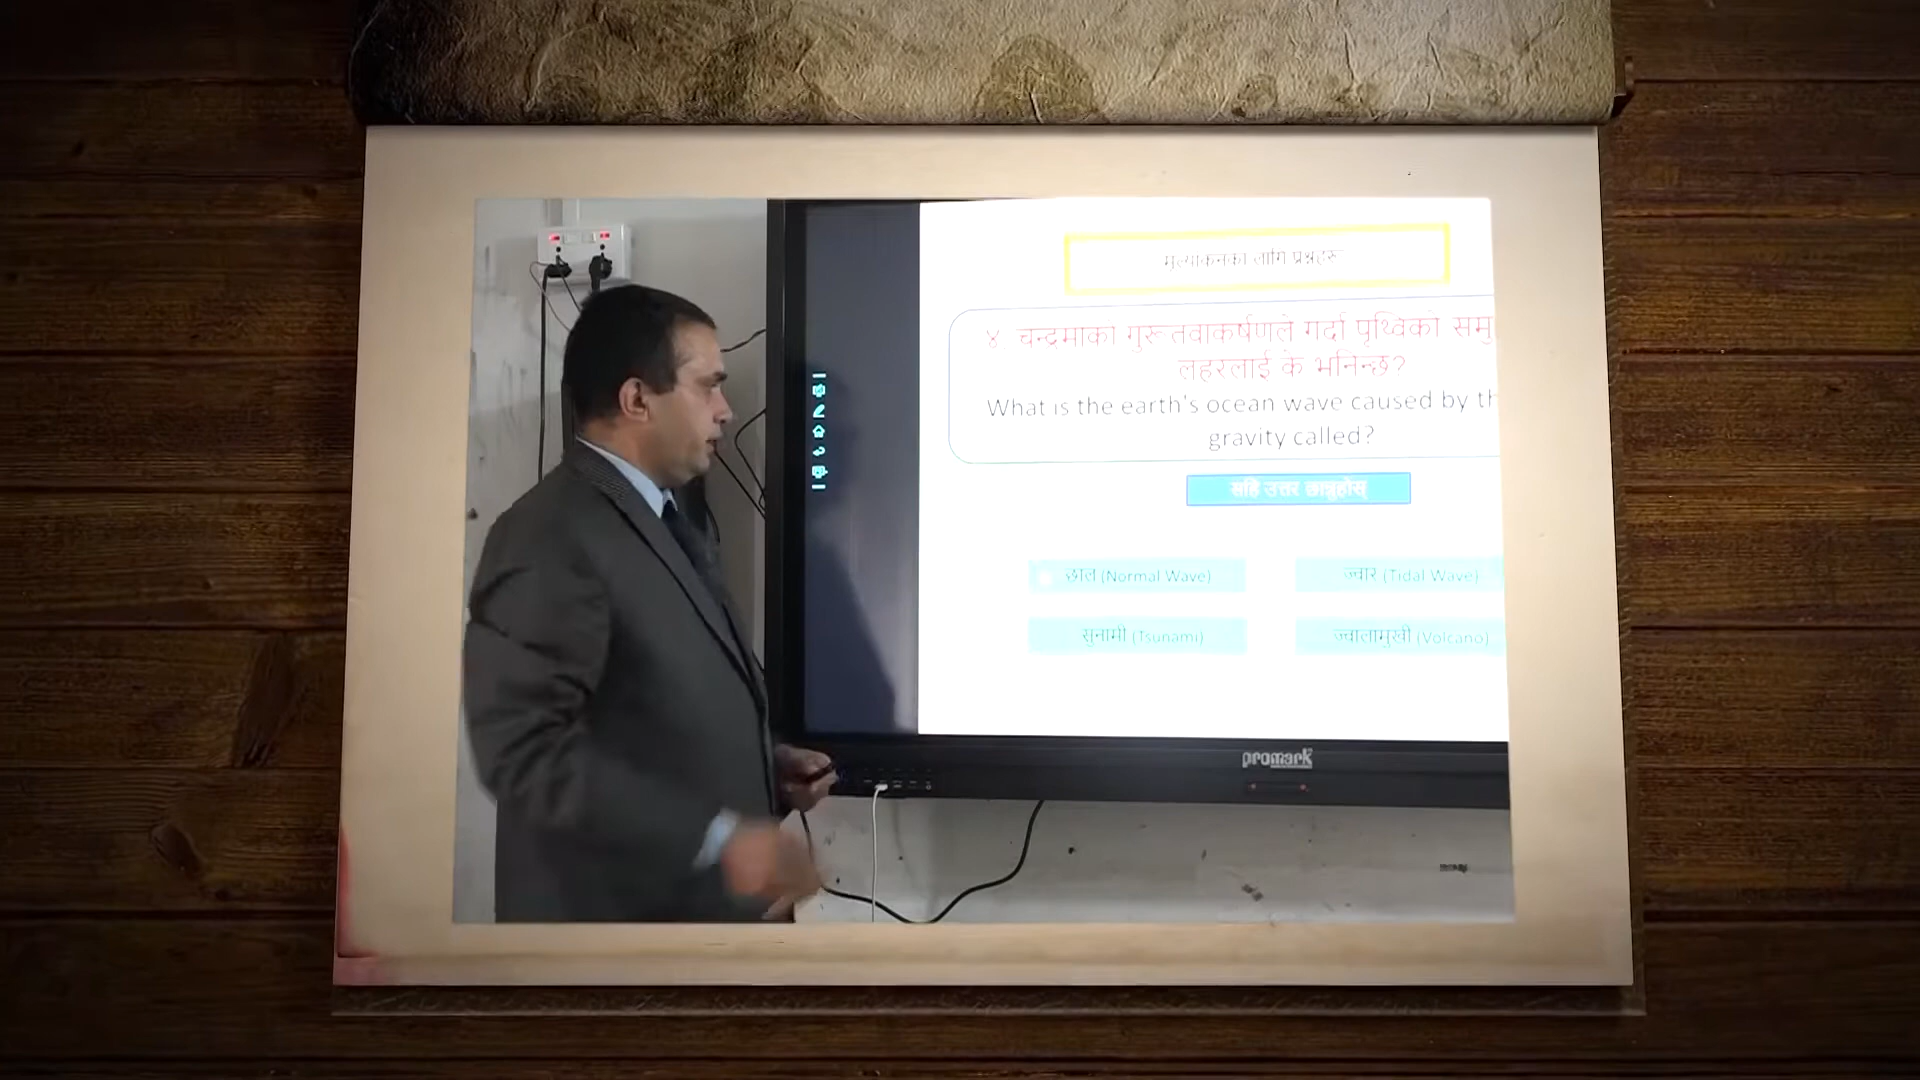 मुल्याकनका लागि प्रश्नहरू
४. चन्द्रमाको गुरूतवाकर्षणले गर्दा पृथ्विको समु
लहरलाई के भनिन्छ?
What is the earth's ocean wave caused by th
gravity called?
सहि उत्तर छान्नुहोस्
छाल (Normal Wave)
ज्वार (Tidal Wave)
सुनामी (Tsunami)
ज्वालामुखी (Volcano)
promark